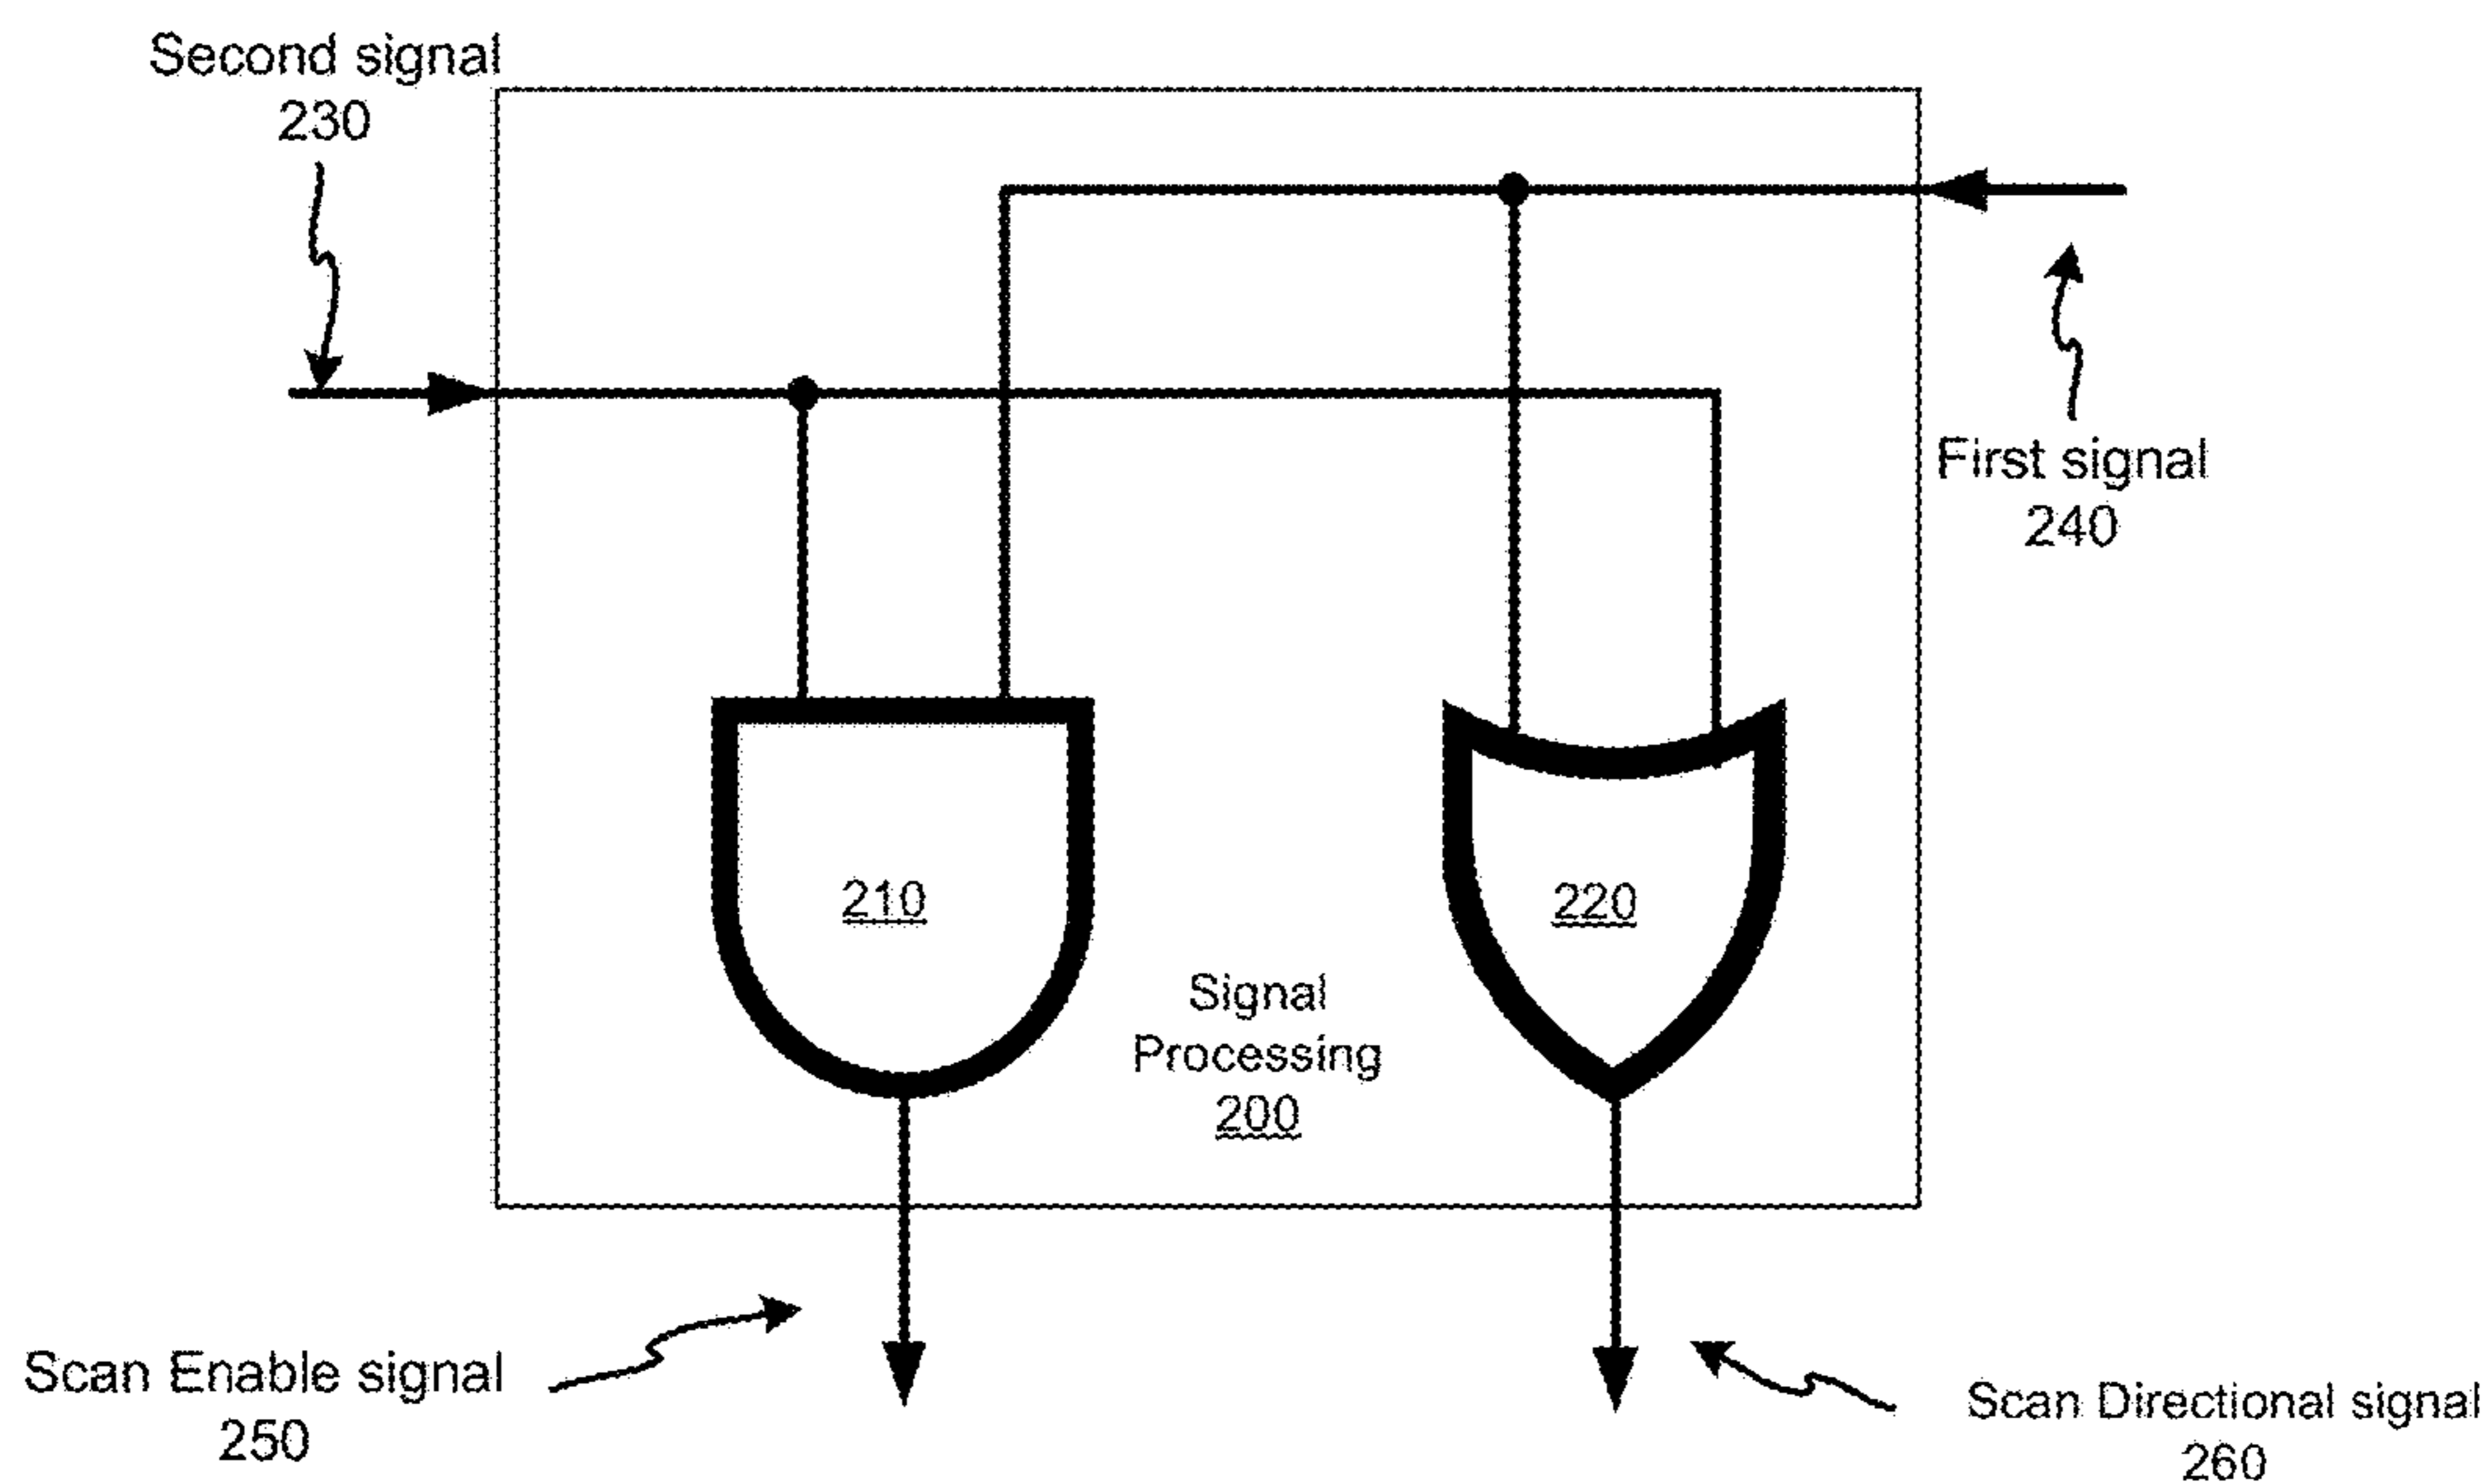 Second signal
230
First signal
240
210
220
Signal
Processing
200
Scan Enable signal
250
Scan Directional signal
260